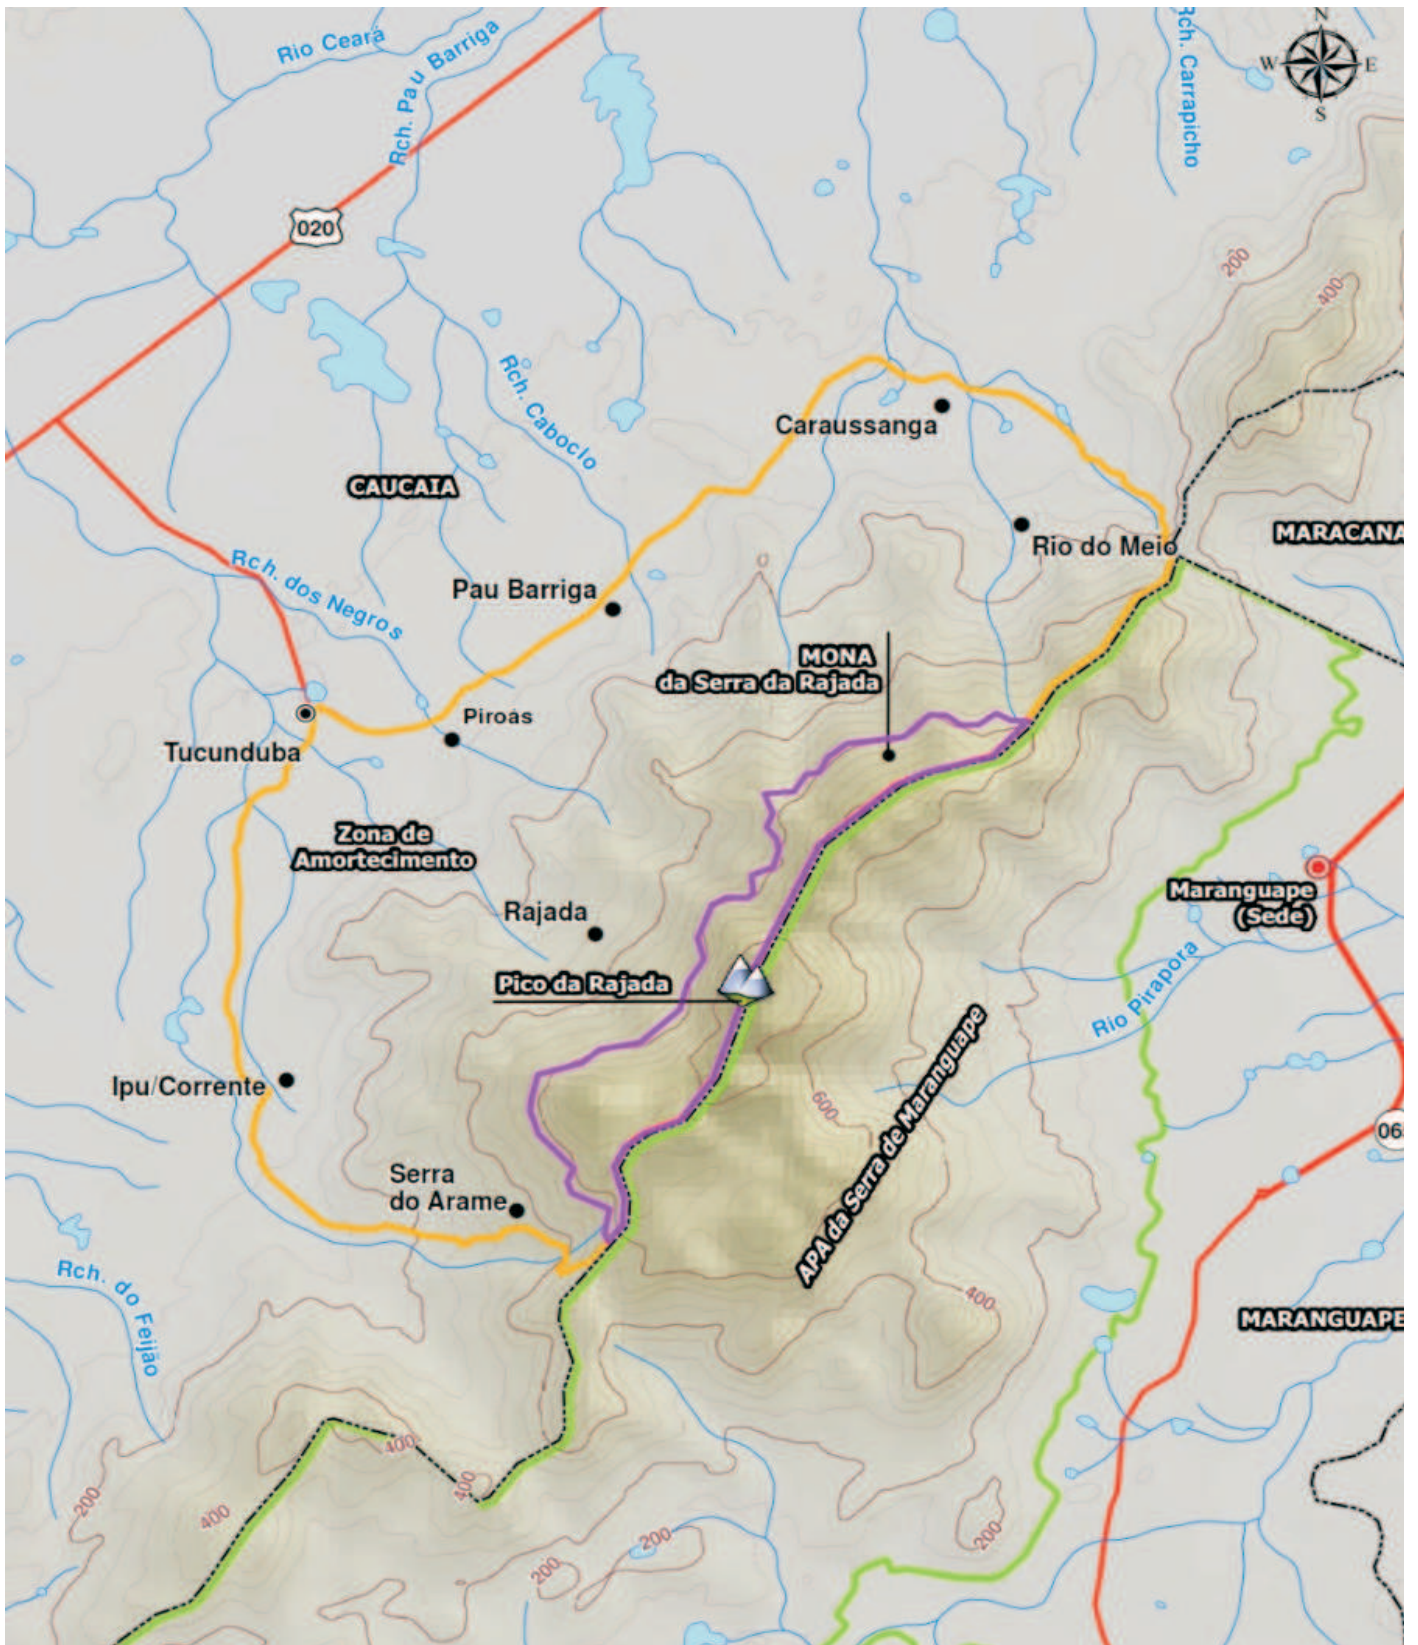 N
W E
S
Rio Ceará
Rch. Pau Barriga
Rch. Carrapicho
020
200
400
Rch. Caboclo
Caraussanga
CAUCAIA
MARACANA
Rio do Meio
Rch. dos Negros
Pau Barriga
MONA
da Serra da Rajada
Piroás
Tucunduba
Zona de
Amortecimento
Maranguape
(Sede)
Rajada
Pico da Rajada
Rio Pirapora
APA da Serra de Maranguape
Ipu/Corrente
600
06
Serra
do Arame
Rch. do Feijão
400
MARANGUAPE
400
400
200
400
200
200
200